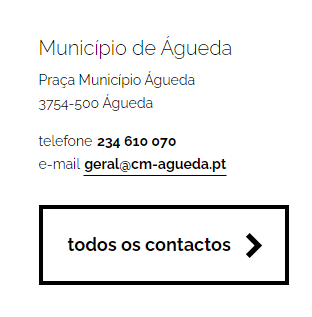 Município de Águeda
Praça Município Águeda
3754-500 Águeda
telefone 234 610 070
e-mail geral@cm-agueda.pt
todos os contactos